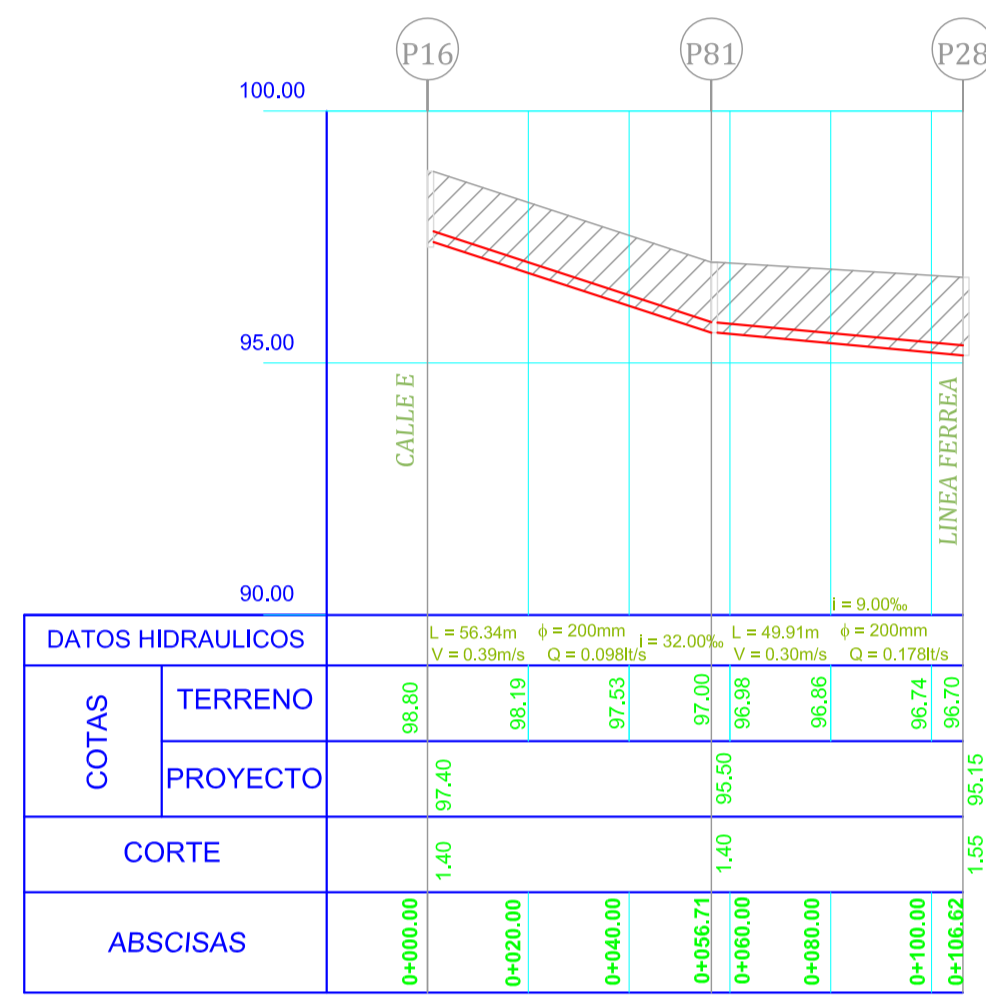 P16 P81 P28
100.00
95.00
90.00
CALLE E
LINEA FERREA
i = 9.00‰
DATOS HIDRAULICOS
L = 56.34m ϕ = 200mm i = 32.00‰ L = 49.91m ϕ = 200mm
V = 0.39m/s Q = 0.098lt/s V = 0.30m/s Q = 0.178lt/s
COTAS
TERRENO 98.80 98.19 97.53 97.00 96.98 96.86 96.74 96.70
PROYECTO 97.40 95.50 95.15
CORTE 1.40 1.40 1.55
ABSCISAS 0+000.00 0+020.00 0+040.00 0+056.71 0+060.00 0+080.00 0+100.00 0+106.62